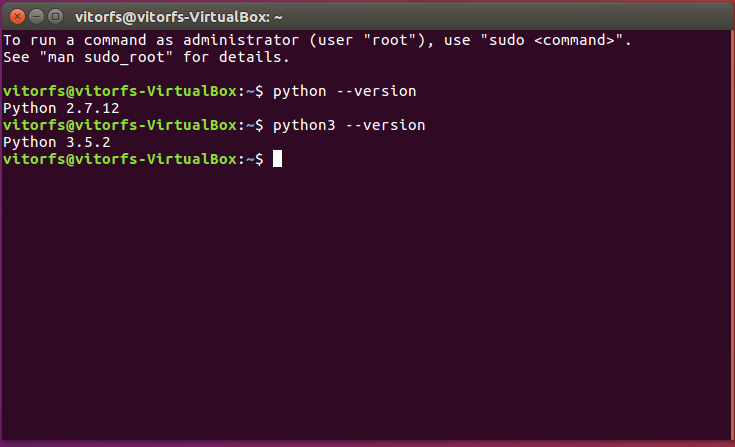 vitorfs@vitorfs-VirtualBox: ~
To run a command as administrator (user "root"), use "sudo <command>".
See "man sudo_root" for details.
vitorfs@vitorfs-VirtualBox:~$ python --version
Python 2.7.12
vitorfs@vitorfs-VirtualBox:~$ python3 --version
Python 3.5.2
vitorfs@vitorfs-VirtualBox:~$